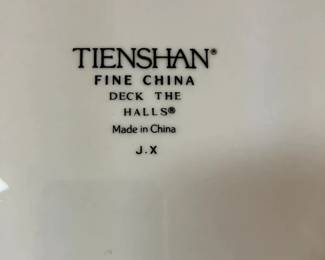 TIENSHAN®
FINE CHINA
DECK THE
HALLS®
Made in China
J.X